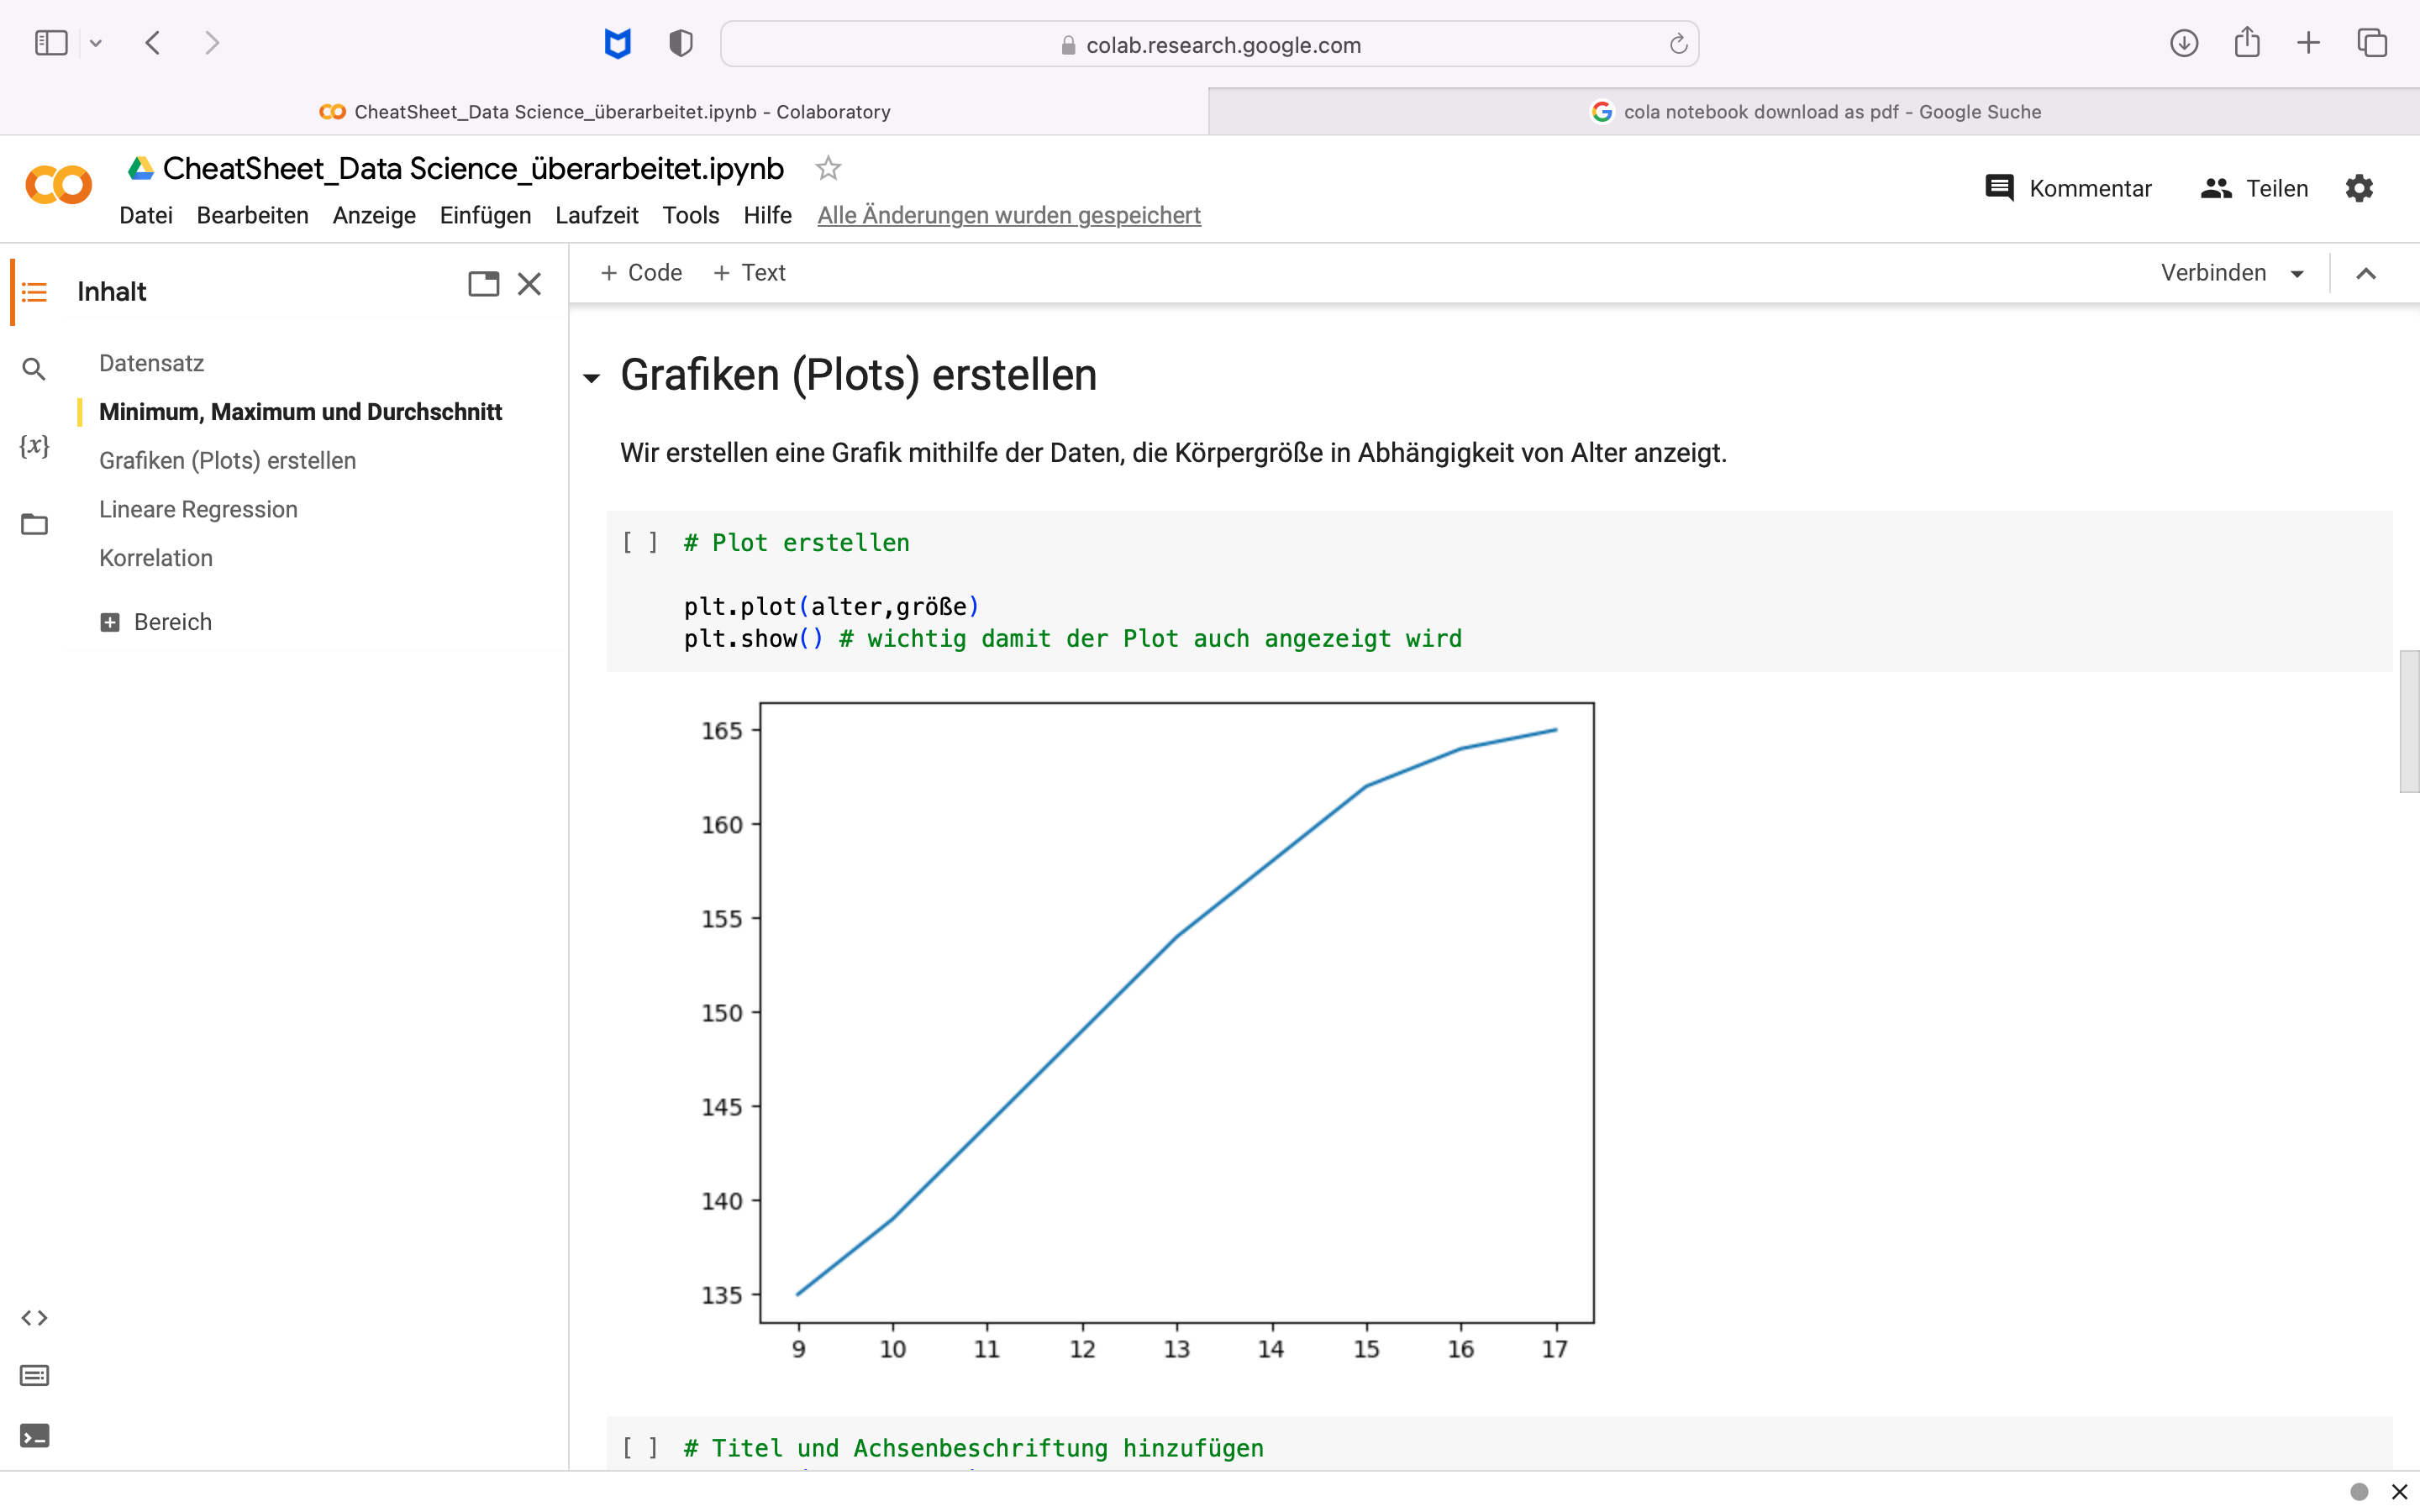 colab.research.google.com
CheatSheet_Data Science_überarbeitet.ipynb - Colaboratory
cola notebook download as pdf - Google Suche
CheatSheet_Data Science_überarbeitet.ipynb
Kommentar
Teilen
Datei Bearbeiten Anzeige Einfügen Laufzeit Tools Hilfe Alle Änderungen wurden gespeichert
Inhalt
+ Code + Text
Verbinden
Datensatz
Minimum, Maximum und Durchschnitt
Grafiken (Plots) erstellen
Lineare Regression
Korrelation
Bereich
{x}
Grafiken (Plots) erstellen
Wir erstellen eine Grafik mithilfe der Daten, die Körpergröße in Abhängigkeit von Alter anzeigt.
[ ] # Plot erstellen
plt.plot(alter,größe)
plt.show() # wichtig damit der Plot auch angezeigt wird
165
160
155
150
145
140
135
9 10 11 12 13 14 15 16 17
[ ] # Titel und Achsenbeschriftung hinzufügen